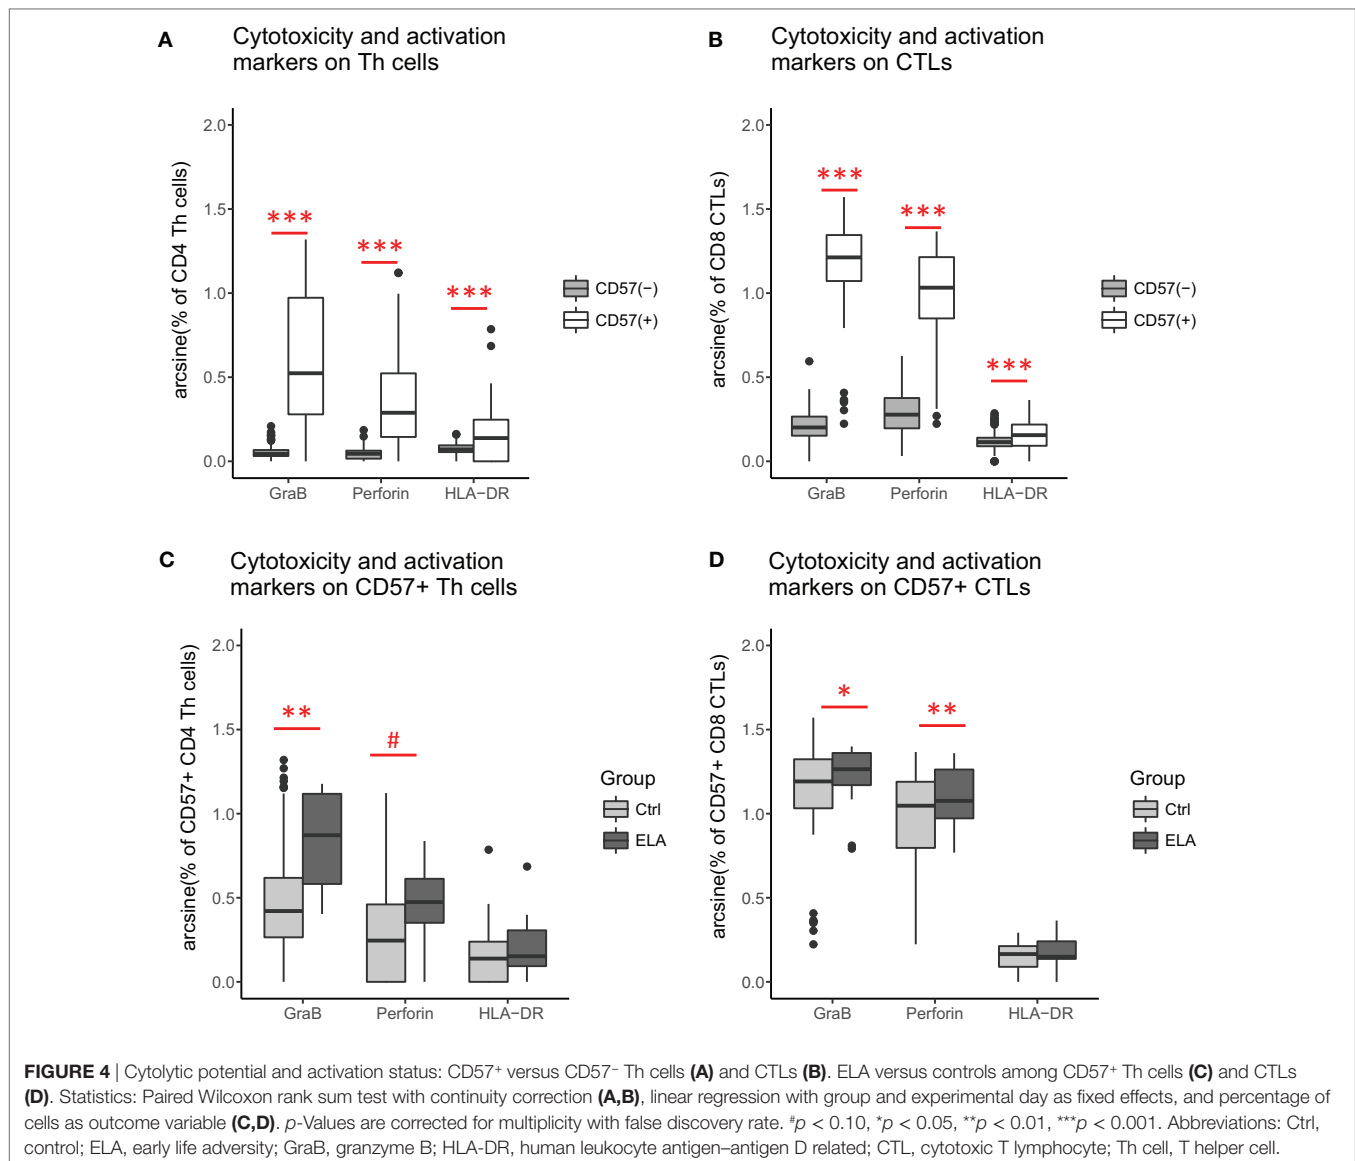 A
Cytotoxicity and activation
markers on Th cells
arcsine(% of CD4 Th cells)
2.0
1.5
1.0
0.5
0.0
***
***
***
GraB
Perforin
HLA−DR
CD57(−)
CD57(+)
B
Cytotoxicity and activation
markers on CTLs
arcsine(% of CD8 CTLs)
2.0
1.5
1.0
0.5
0.0
***
***
***
GraB
Perforin
HLA−DR
CD57(−)
CD57(+)
C
Cytotoxicity and activation
markers on CD57+ Th cells
arcsine(% of CD57+ CD4 Th cells)
2.0
1.5
1.0
0.5
0.0
**
#
GraB
Perforin
HLA−DR
Group
Ctrl
ELA
D
Cytotoxicity and activation
markers on CD57+ CTLs
arcsine(% of CD57+ CD8 CTLs)
2.0
1.5
1.0
0.5
0.0
*
**
GraB
Perforin
HLA−DR
Group
Ctrl
ELA
FIGURE 4 | Cytolytic potential and activation status: CD57⁺ versus CD57⁻ Th cells (A) and CTLs (B). ELA versus controls among CD57⁺ Th cells (C) and CTLs
(D). Statistics: Paired Wilcoxon rank sum test with continuity correction (A,B), linear regression with group and experimental day as fixed effects, and percentage of
cells as outcome variable (C,D). p-Values are corrected for multiplicity with false discovery rate. #p < 0.10, *p < 0.05, **p < 0.01, ***p < 0.001. Abbreviations: Ctrl,
control; ELA, early life adversity; GraB, granzyme B; HLA-DR, human leukocyte antigen–antigen D related; CTL, cytotoxic T lymphocyte; Th cell, T helper cell.